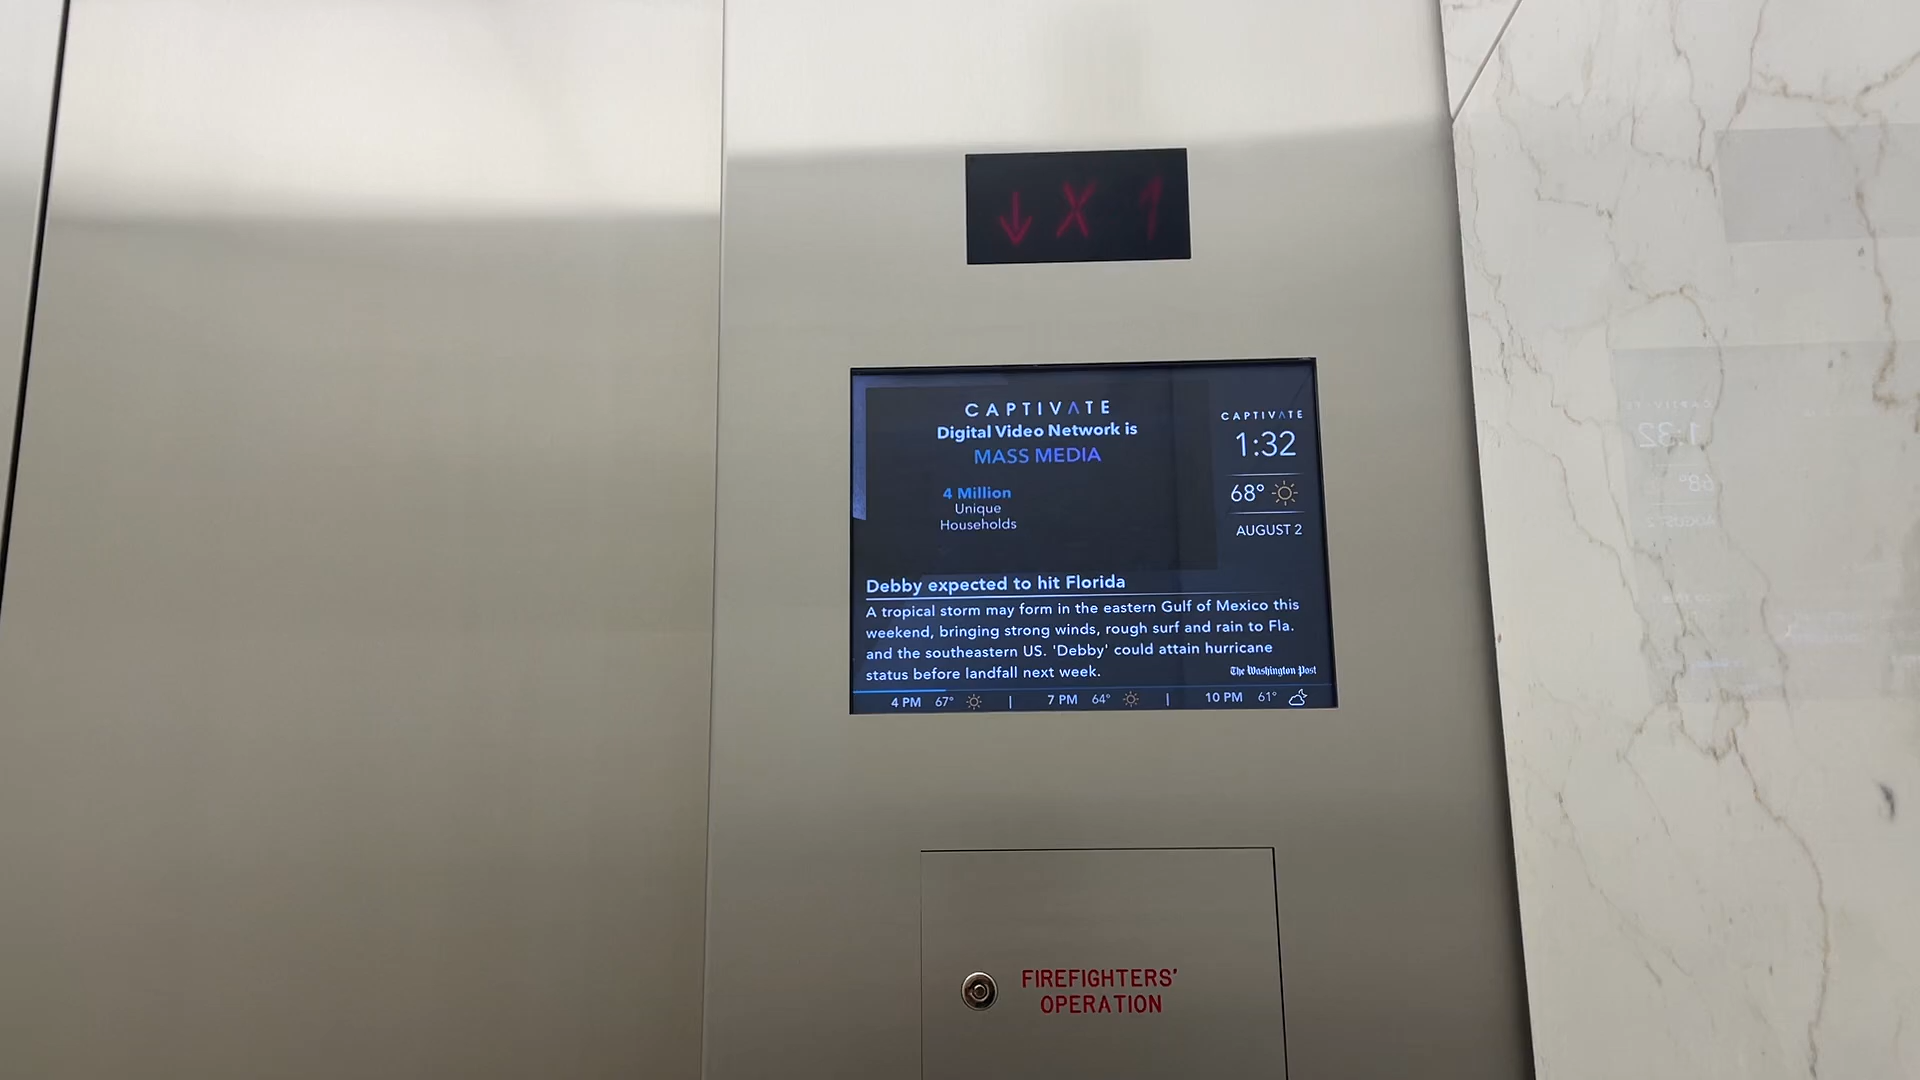 ↓ X 1
CAPTIVATE
Digital Video Network is
MASS MEDIA
4 Million
Unique
Households
CAPTIVATE
1:32
68°
AUGUST 2
Debby expected to hit Florida
A tropical storm may form in the eastern Gulf of Mexico this
weekend, bringing strong winds, rough surf and rain to Fla.
and the southeastern US. 'Debby' could attain hurricane
status before landfall next week.
The Washington Post
4 PM 67° | 7 PM 64° | 10 PM 61°
FIREFIGHTERS'
OPERATION